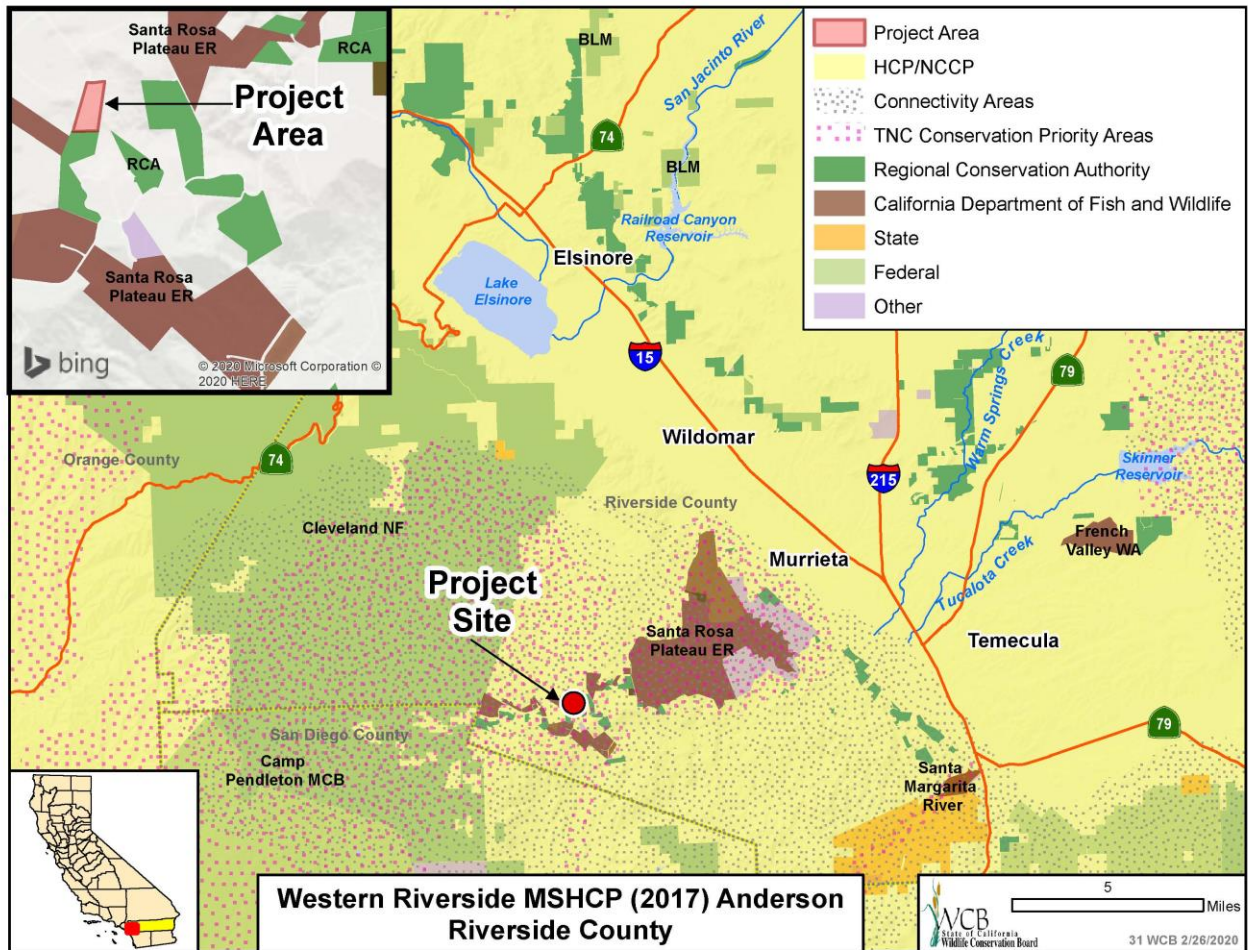 Santa Rosa
Plateau ER
RCA
Project
Area
RCA
Santa Rosa
Plateau ER
bing
© 2020 Microsoft Corporation ©
2020 HERE
Project Area
HCP/NCCP
Connectivity Areas
TNC Conservation Priority Areas
Regional Conservation Authority
California Department of Fish and Wildlife
State
Federal
Other
BLM
San Jacinto River
74
BLM
Railroad Canyon
Reservoir
Elsinore
Lake
Elsinore
15
Warm Springs Creek
79
Wildomar
Orange County
74
215
Skinner
Reservoir
Riverside County
Cleveland NF
French
Valley WA
Murrieta
Tucalota Creek
Project
Site
Santa Rosa
Plateau ER
Temecula
San Diego County
79
Camp
Pendleton MCB
Santa
Margarita
River
Western Riverside MSHCP (2017) Anderson
Riverside County
WCB
State of California
Wildlife Conservation Board
5
Miles
31 WCB 2/26/2020